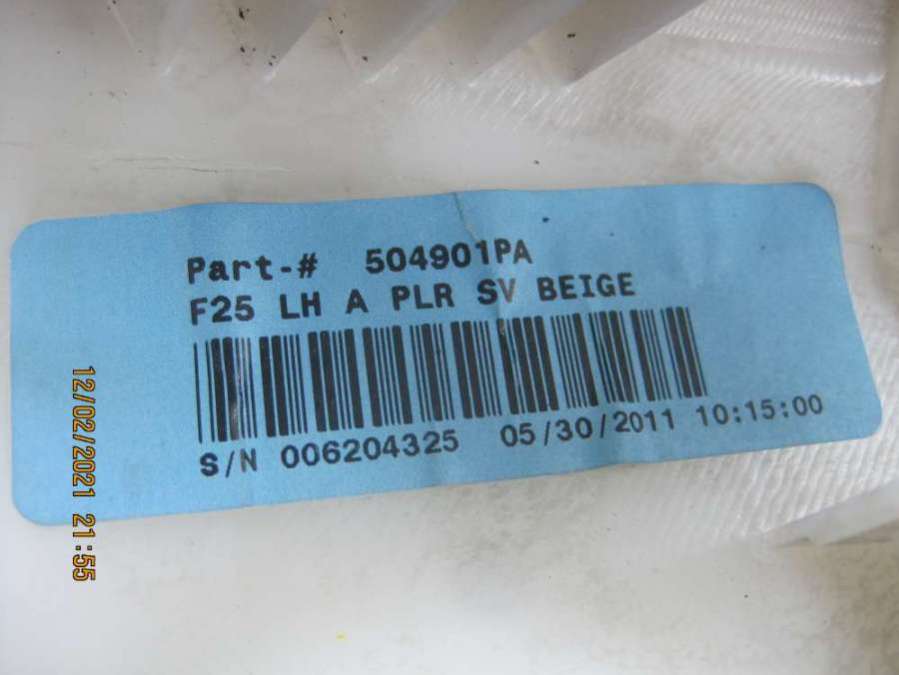 Part-# 504901PA
F25 LH A PLR SV BEIGE
S/N 006204325 05/30/2011 10:15:00
12/02/2021 21:55